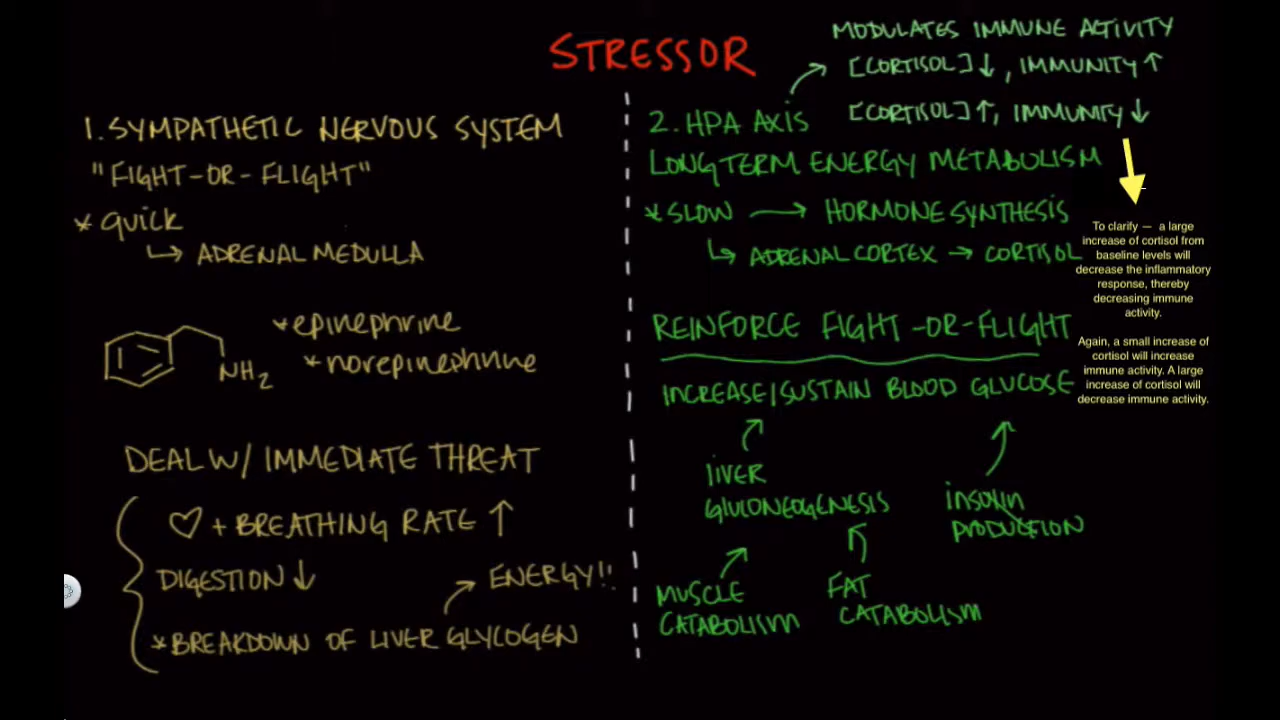 STRESSOR
1. SYMPATHETIC NERVOUS SYSTEM
"FIGHT-OR-FLIGHT"
* QUICK
↳ ADRENAL MEDULLA
* epinephrine
* norepinephrine
NH2
DEAL W/ IMMEDIATE THREAT
♡ + BREATHING RATE ↑
DIGESTION ↓
→ ENERGY!!
* BREAKDOWN OF LIVER GLYCOGEN
MODULATES IMMUNE ACTIVITY
[CORTISOL] ↓, IMMUNITY ↑
[CORTISOL] ↑, IMMUNITY ↓
2. HPA AXIS
LONG TERM ENERGY METABOLISM
* SLOW → HORMONE SYNTHESIS
↳ ADRENAL CORTEX → CORTISOL
REINFORCE FIGHT-OR-FLIGHT
INCREASE/SUSTAIN BLOOD GLUCOSE
LIVER
GLUCONEOGENESIS
PRODUCTION
MUSCLE
CATABOLISM
FAT
CATABOLISM
To clarify — a large
increase of cortisol from
baseline levels will
decrease the inflammatory
response, thereby
decreasing immune
activity.
Again, a small increase of
cortisol will increase
immune activity. A large
increase of cortisol will
decrease immune activity.